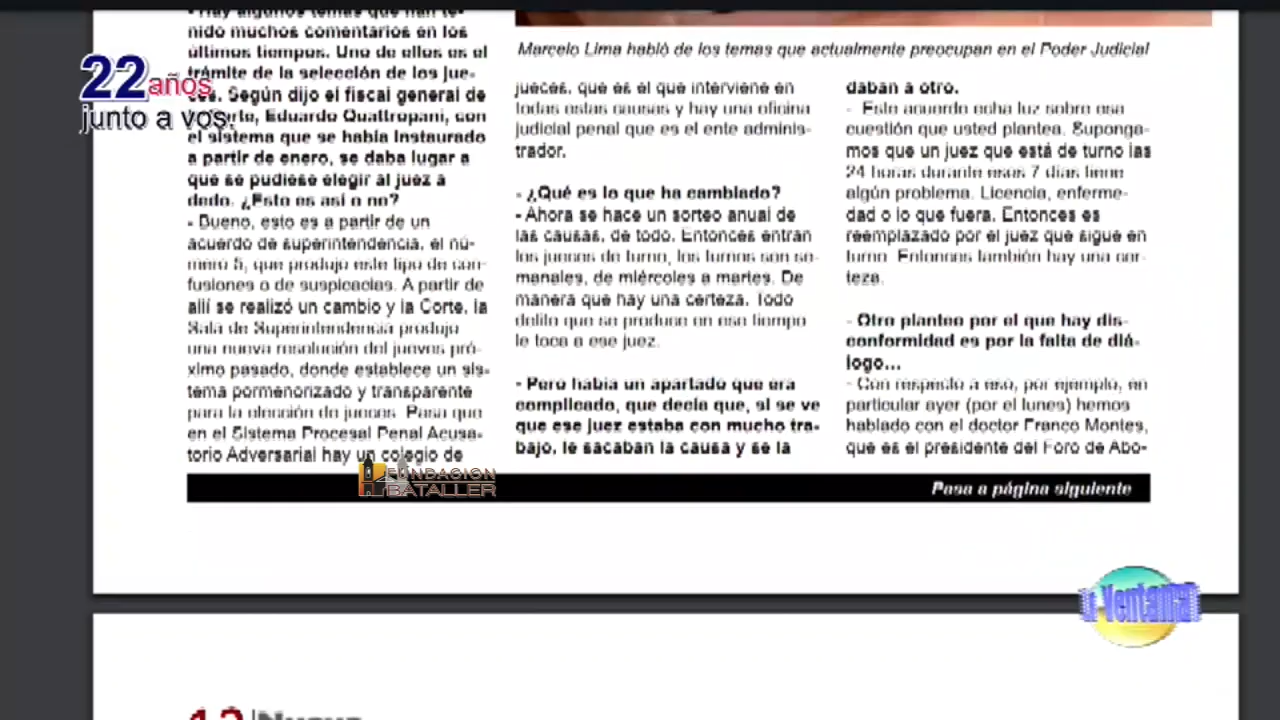 - Hay algunos temas que han te-
nido muchos comentarios en los
últimos tiempos. Uno de ellos es el
trámite de la selección de los jue-
ces. Según dijo el fiscal general de
Corte, Eduardo Quattropani, con
el sistema que se había instaurado
a partir de enero, se daba lugar a
que se pudiese elegir al juez a
dedo. ¿Esto es así o no?
- Bueno, esto es a partir de un
acuerdo de superintendencia, el nú-
mero 5, que produjo este tipo de con-
fusiones o de suspicacias. A partir de
allí se realizó un cambio y la Corte, la
Sala de Superintendencia produjo
una nueva resolución del jueves pró-
ximo pasado, donde establece un sis-
tema pormenorizado y transparente
para la elección de jueces. Pasa que
en el Sistema Procesal Penal Acusa-
torio Adversarial hay un colegio de
Marcelo Lima habló de los temas que actualmente preocupan en el Poder Judicial
jueces, que es el que interviene en
todas estas causas y hay una oficina
judicial penal que es el ente adminis-
trador.
- ¿Qué es lo que ha cambiado?
- Ahora se hace un sorteo anual de
las causas, de todo. Entonces entran
los jueces de turno, los turnos son se-
manales, de miércoles a martes. De
manera que hay una certeza. Todo
delito que se produce en ese tiempo
le toca a ese juez.
- Pero había un apartado que era
complicado, que decía que, si se ve
que ese juez estaba con mucho tra-
bajo, le sacaban la causa y se la
daban a otro.
- Este acuerdo echa luz sobre esa
cuestión que usted plantea. Suponga-
mos que un juez que está de turno las
24 horas durante esos 7 días tiene
algún problema. Licencia, enferme-
dad o lo que fuera. Entonces es
reemplazado por el juez que sigue en
turno. Entonces también hay una cer-
teza.
- Otro planteo por el que hay dis-
conformidad es por la falta de diá-
logo...
- Con respecto a eso, por ejemplo, en
particular ayer (por el lunes) hemos
hablado con el doctor Franco Montes,
que es el presidente del Foro de Abo-
Pasa a página siguiente
22 años
junto a vos.
FUNDACION
BATALLER
la Ventana
12 Nuevo